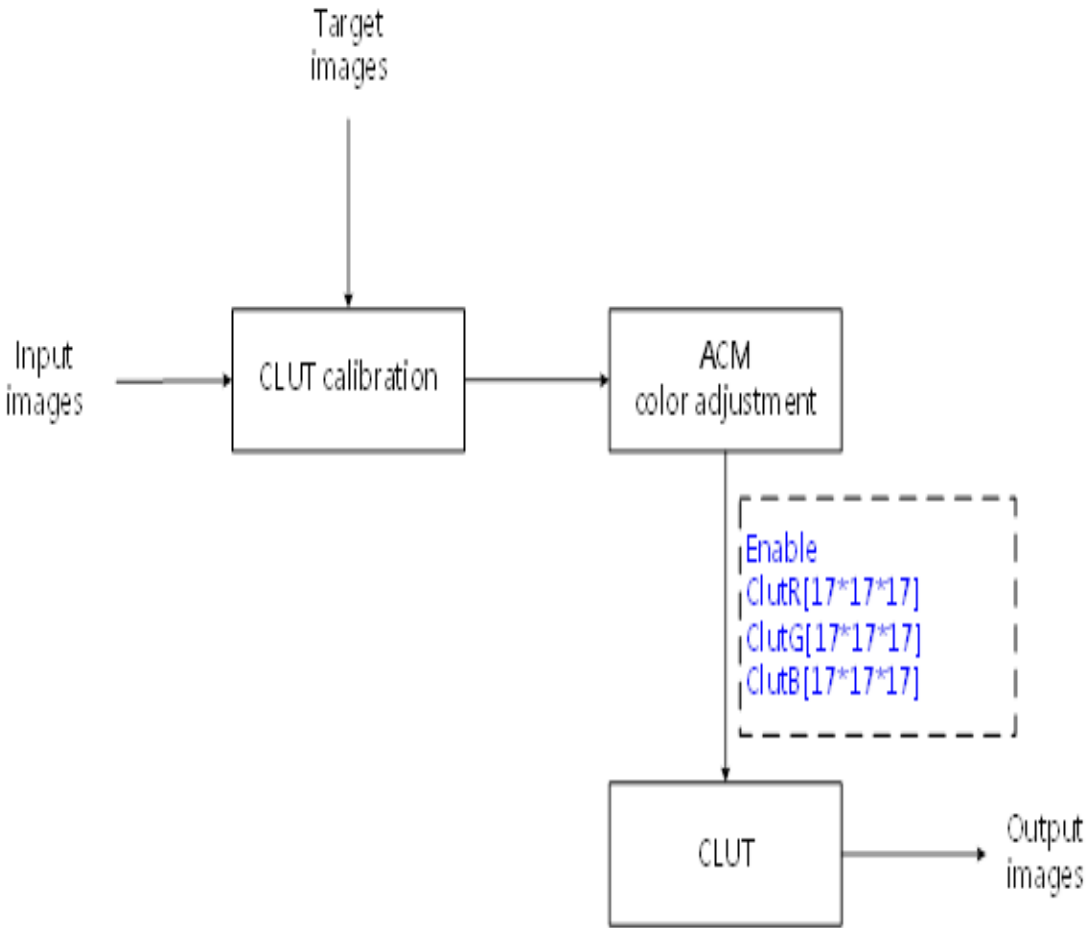 Target
images
Input
images
CLUT calibration
ACM
color adjustment
Enable
ClutR[17*17*17]
ClutG[17*17*17]
ClutB[17*17*17]
CLUT
Output
images